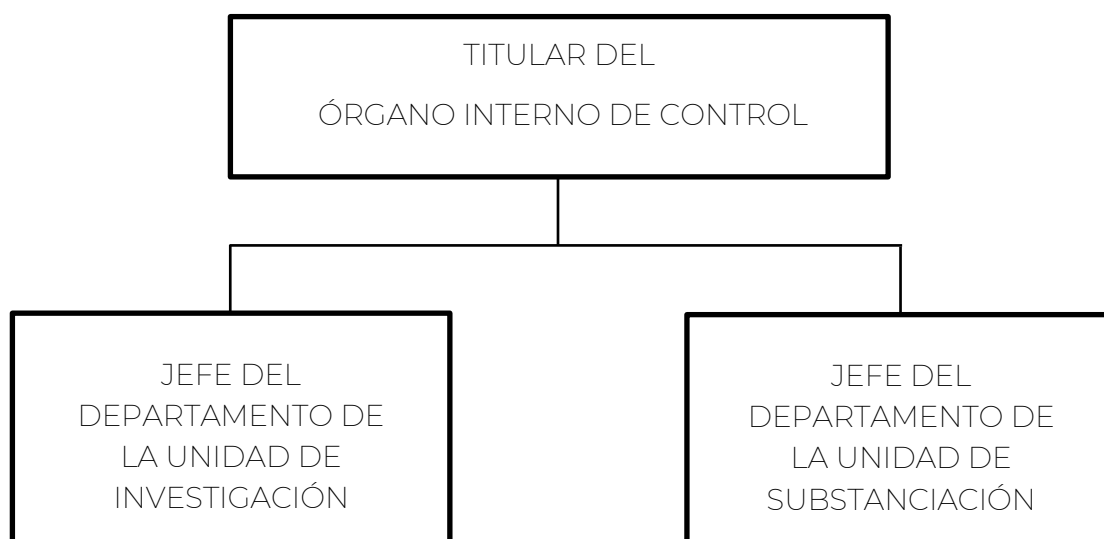 TITULAR DEL
ÓRGANO INTERNO DE CONTROL
JEFE DEL
DEPARTAMENTO DE
LA UNIDAD DE
INVESTIGACIÓN
JEFE DEL
DEPARTAMENTO DE
LA UNIDAD DE
SUBSTANCIACIÓN